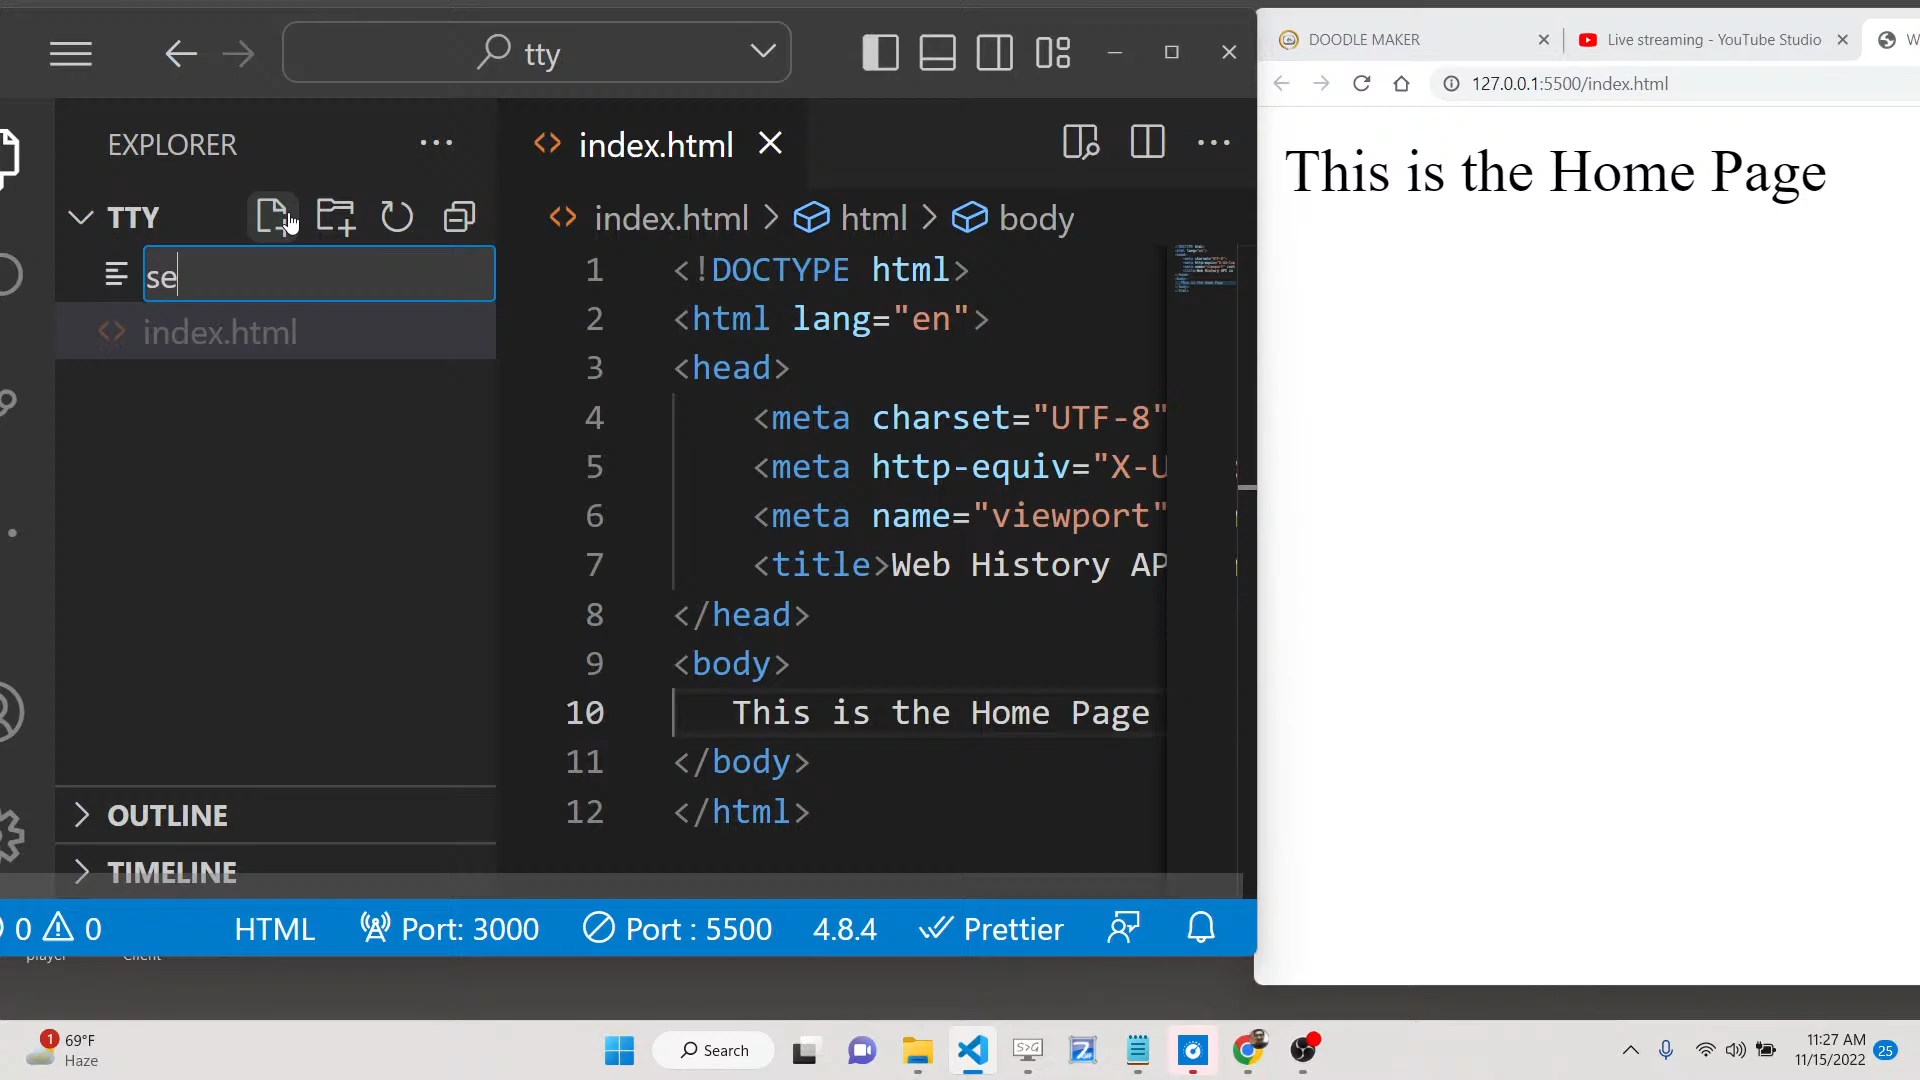 tty
EXPLORER
TTY
se
index.html
OUTLINE
TIMELINE
index.html
index.html > html > body
1 <!DOCTYPE html>
2 <html lang="en">
3 <head>
4 <meta charset="UTF-8"
5 <meta http-equiv="X-U
6 <meta name="viewport"
7 <title>Web History AP
8 </head>
9 <body>
10 This is the Home Page
11 </body>
12 </html>
0 0 HTML Port: 3000 Port : 5500 4.8.4 Prettier
DOODLE MAKER
Live streaming - YouTube Studio
W
127.0.0.1:5500/index.html
This is the Home Page
1
69°F
Haze
Search
11:27 AM
11/15/2022
25